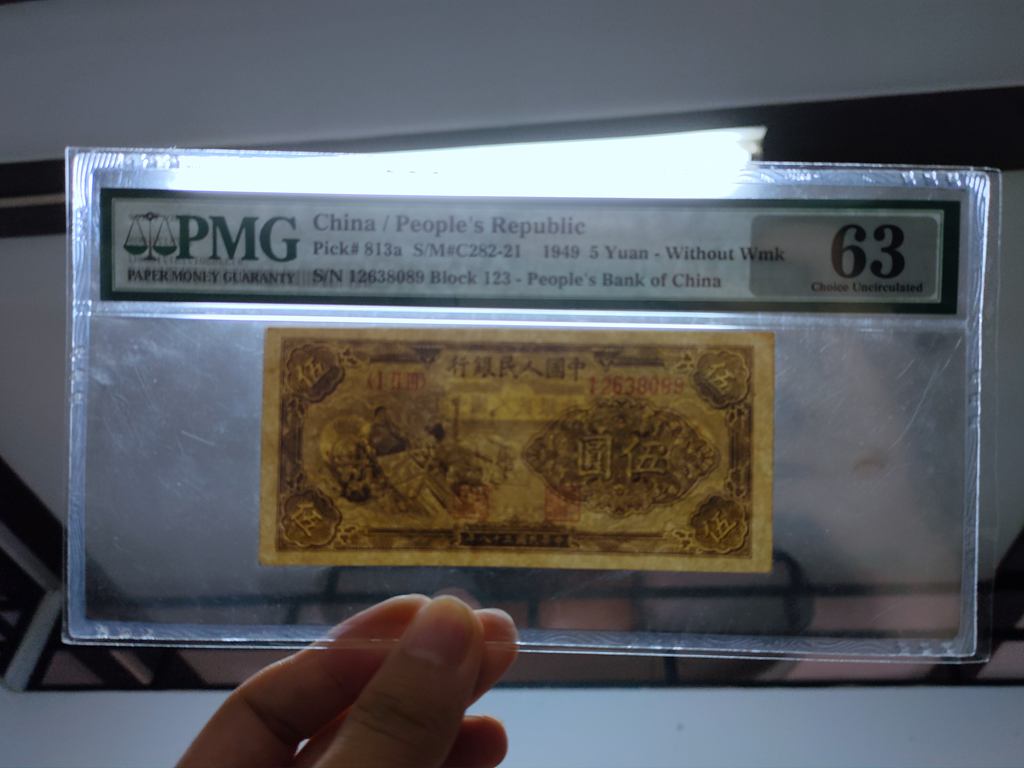 PMG
PAPER MONEY GUARANTY
China / People's Republic
Pick# 813a S/M#C282-21 1949 5 Yuan - Without Wmk
S/N 12638089 Block 123 - People's Bank of China
63
Choice Uncirculated
行銀民人國中
12638089
伍
伍
圓伍
伍
伍